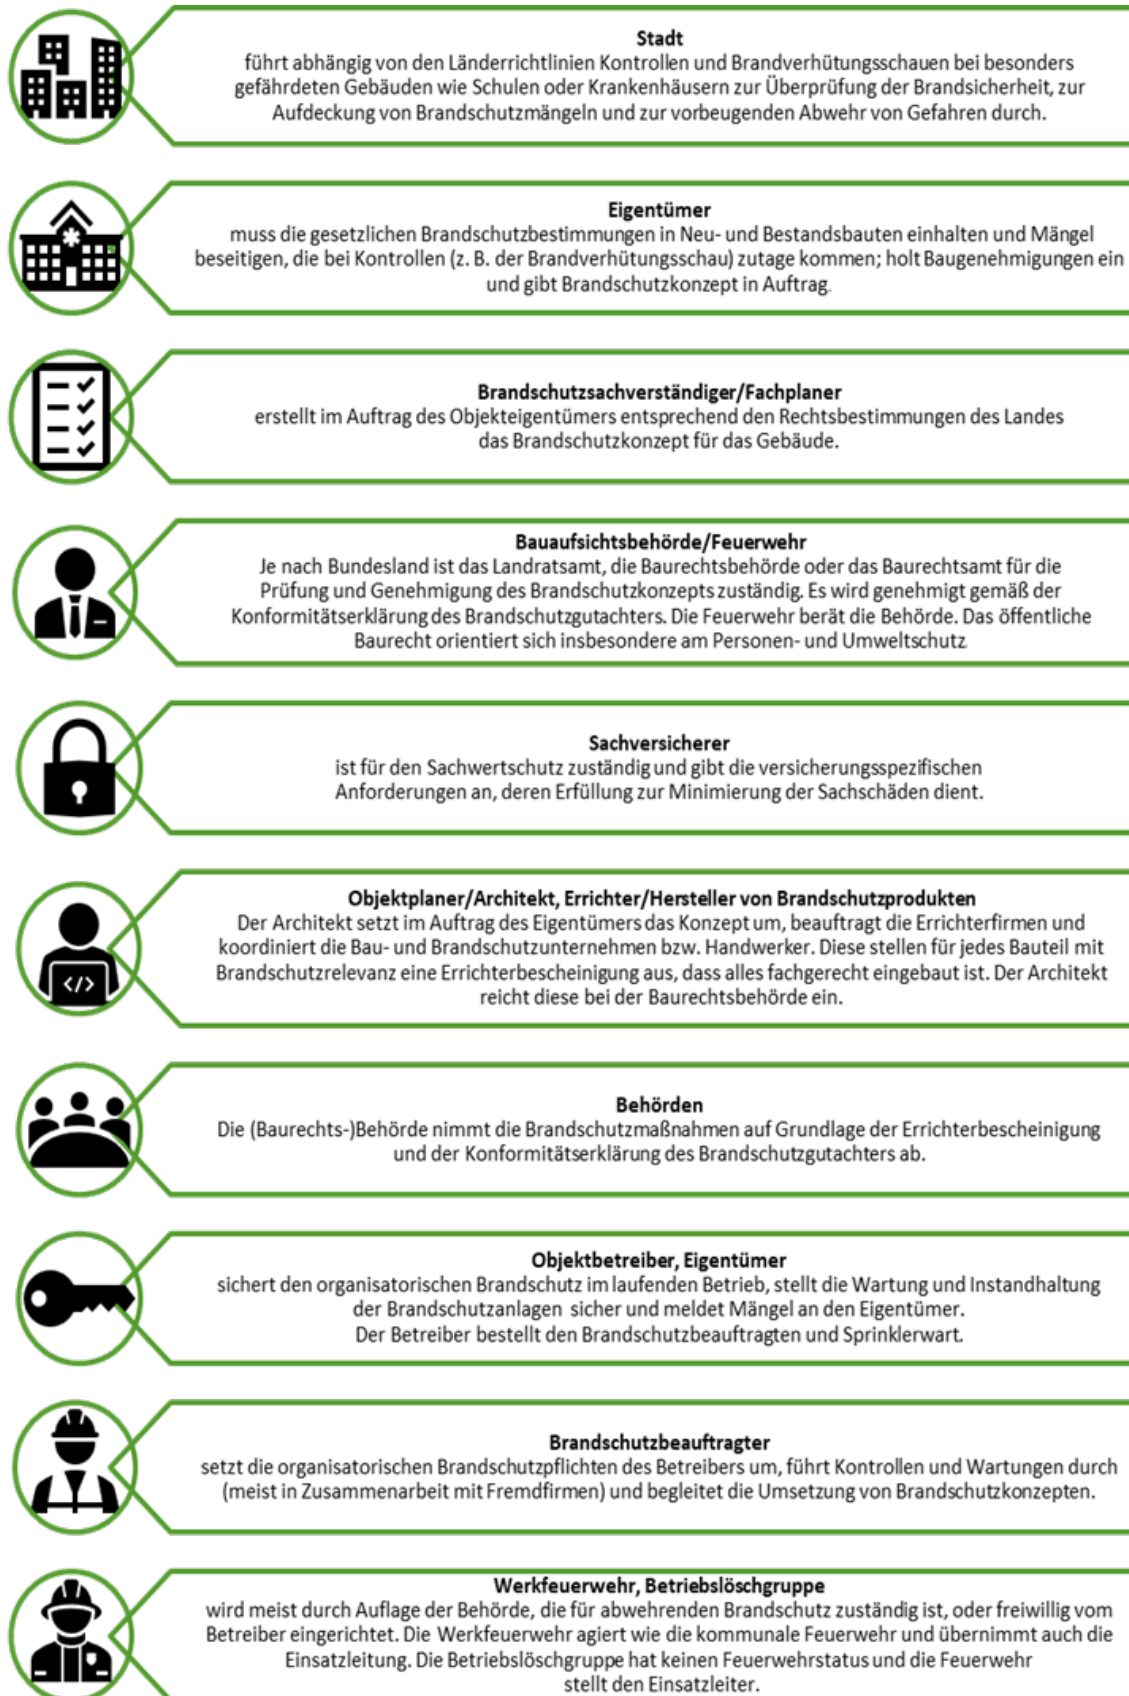 Stadt
führt abhängig von den Länderrichtlinien Kontrollen und Brandverhütungsschauen bei besonders
gefährdeten Gebäuden wie Schulen oder Krankenhäusern zur Überprüfung der Brandsicherheit, zur
Aufdeckung von Brandschutzmängeln und zur vorbeugenden Abwehr von Gefahren durch.
Eigentümer
muss die gesetzlichen Brandschutzbestimmungen in Neu- und Bestandsbauten einhalten und Mängel
beseitigen, die bei Kontrollen (z. B. der Brandverhütungsschau) zutage kommen; holt Baugenehmigungen ein
und gibt Brandschutzkonzept in Auftrag.
Brandschutzsachverständiger/Fachplaner
erstellt im Auftrag des Objekteigentümers entsprechend den Rechtsbestimmungen des Landes
das Brandschutzkonzept für das Gebäude.
Bauaufsichtsbehörde/Feuerwehr
Je nach Bundesland ist das Landratsamt, die Baurechtsbehörde oder das Baurechtsamt für die
Prüfung und Genehmigung des Brandschutzkonzepts zuständig. Es wird genehmigt gemäß der
Konformitätserklärung des Brandschutzgutachters. Die Feuerwehr berät die Behörde. Das öffentliche
Baurecht orientiert sich insbesondere am Personen- und Umweltschutz
Sachversicherer
ist für den Sachwertschutz zuständig und gibt die versicherungsspezifischen
Anforderungen an, deren Erfüllung zur Minimierung der Sachschäden dient.
Objektplaner/Architekt, Errichter/Hersteller von Brandschutzprodukten
Der Architekt setzt im Auftrag des Eigentümers das Konzept um, beauftragt die Errichterfirmen und
koordiniert die Bau- und Brandschutzunternehmen bzw. Handwerker. Diese stellen für jedes Bauteil mit
Brandschutzrelevanz eine Errichterbescheinigung aus, dass alles fachgerecht eingebaut ist. Der Architekt
reicht diese bei der Baurechtsbehörde ein.
</>
Behörden
Die (Baurechts-)Behörde nimmt die Brandschutzmaßnahmen auf Grundlage der Errichterbescheinigung
und der Konformitätserklärung des Brandschutzgutachters ab.
Objektbetreiber, Eigentümer
sichert den organisatorischen Brandschutz im laufenden Betrieb, stellt die Wartung und Instandhaltung
der Brandschutzanlagen sicher und meldet Mängel an den Eigentümer.
Der Betreiber bestellt den Brandschutzbeauftragten und Sprinklerwart.
Brandschutzbeauftragter
setzt die organisatorischen Brandschutzpflichten des Betreibers um, führt Kontrollen und Wartungen durch
(meist in Zusammenarbeit mit Fremdfirmen) und begleitet die Umsetzung von Brandschutzkonzepten.
Werkfeuerwehr, Betriebslöschgruppe
wird meist durch Auflage der Behörde, die für abwehrenden Brandschutz zuständig ist, oder freiwillig vom
Betreiber eingerichtet. Die Werkfeuerwehr agiert wie die kommunale Feuerwehr und übernimmt auch die
Einsatzleitung. Die Betriebslöschgruppe hat keinen Feuerwehrstatus und die Feuerwehr
stellt den Einsatzleiter.